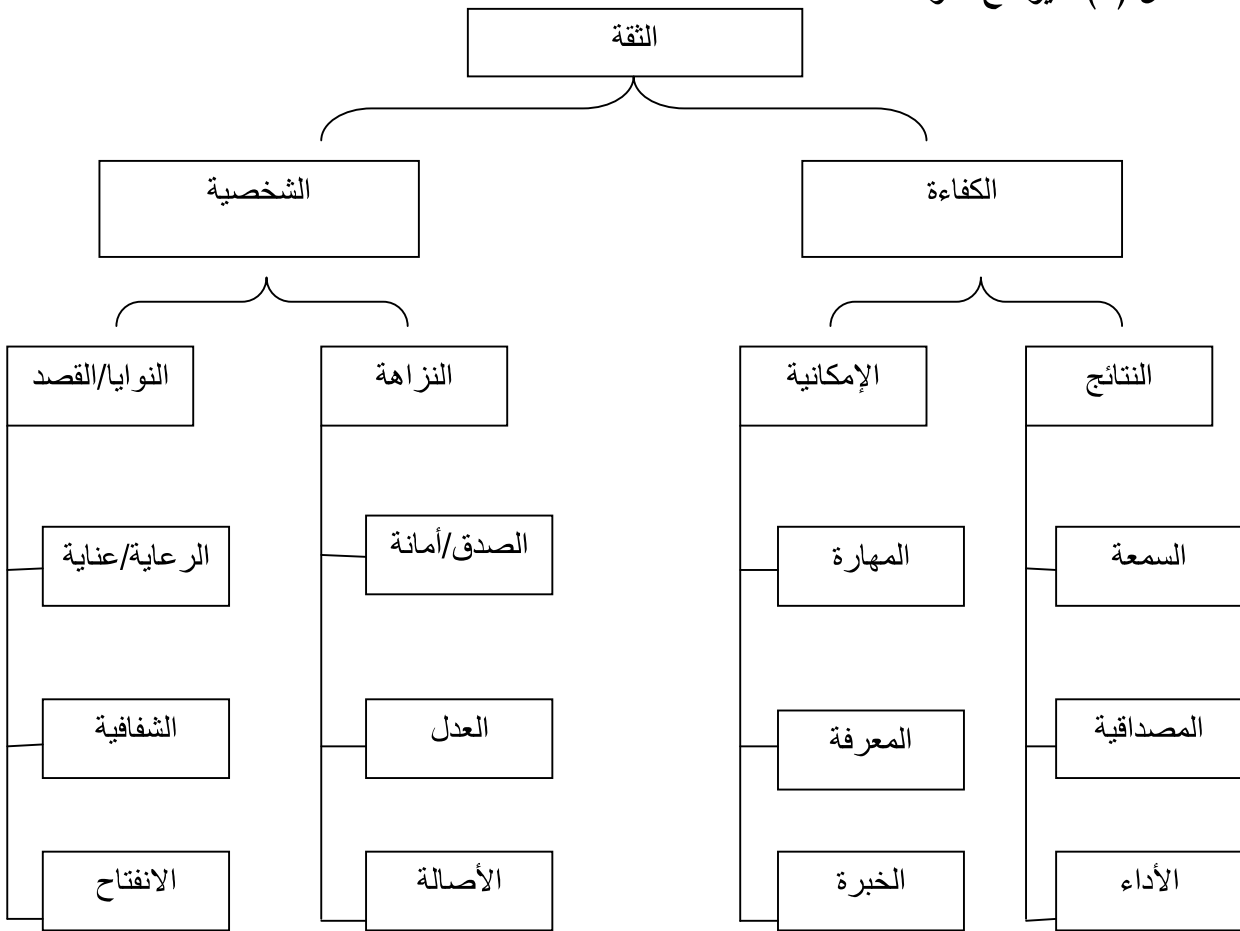 الثقة
الكفاءة
الشخصية
النتائج
الإمكانية
النزاهة
النوايا/القصد
السمعة
المهارة
الصدق/أمانة
الرعاية/عناية
المصداقية
المعرفة
العدل
الشفافية
الأداء
الخبرة
الأصالة
الانفتاح